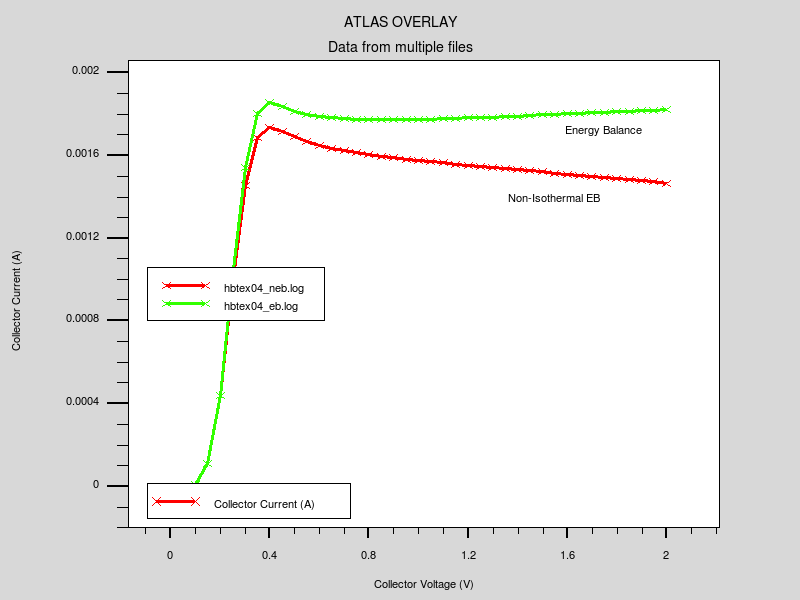 ATLAS OVERLAY
Data from multiple files
0.002
0.0016
0.0012
0.0008
0.0004
0
Collector Current (A)
Energy Balance
Non-Isothermal EB
hbtex04_neb.log
hbtex04_eb.log
Collector Current (A)
0
0.4
0.8
1.2
1.6
2
Collector Voltage (V)